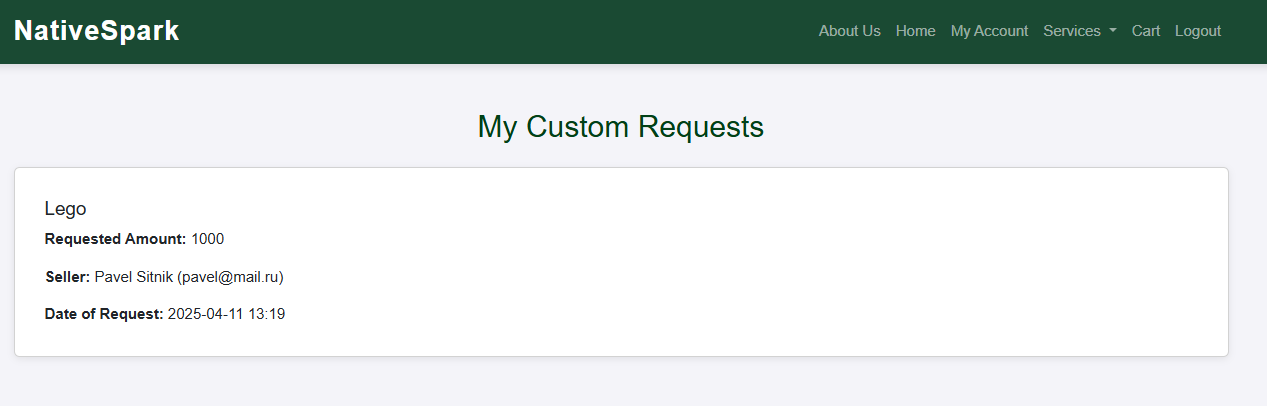 NativeSpark
About Us Home My Account Services Cart Logout
My Custom Requests
Lego
Requested Amount: 1000
Seller: Pavel Sitnik (pavel@mail.ru)
Date of Request: 2025-04-11 13:19